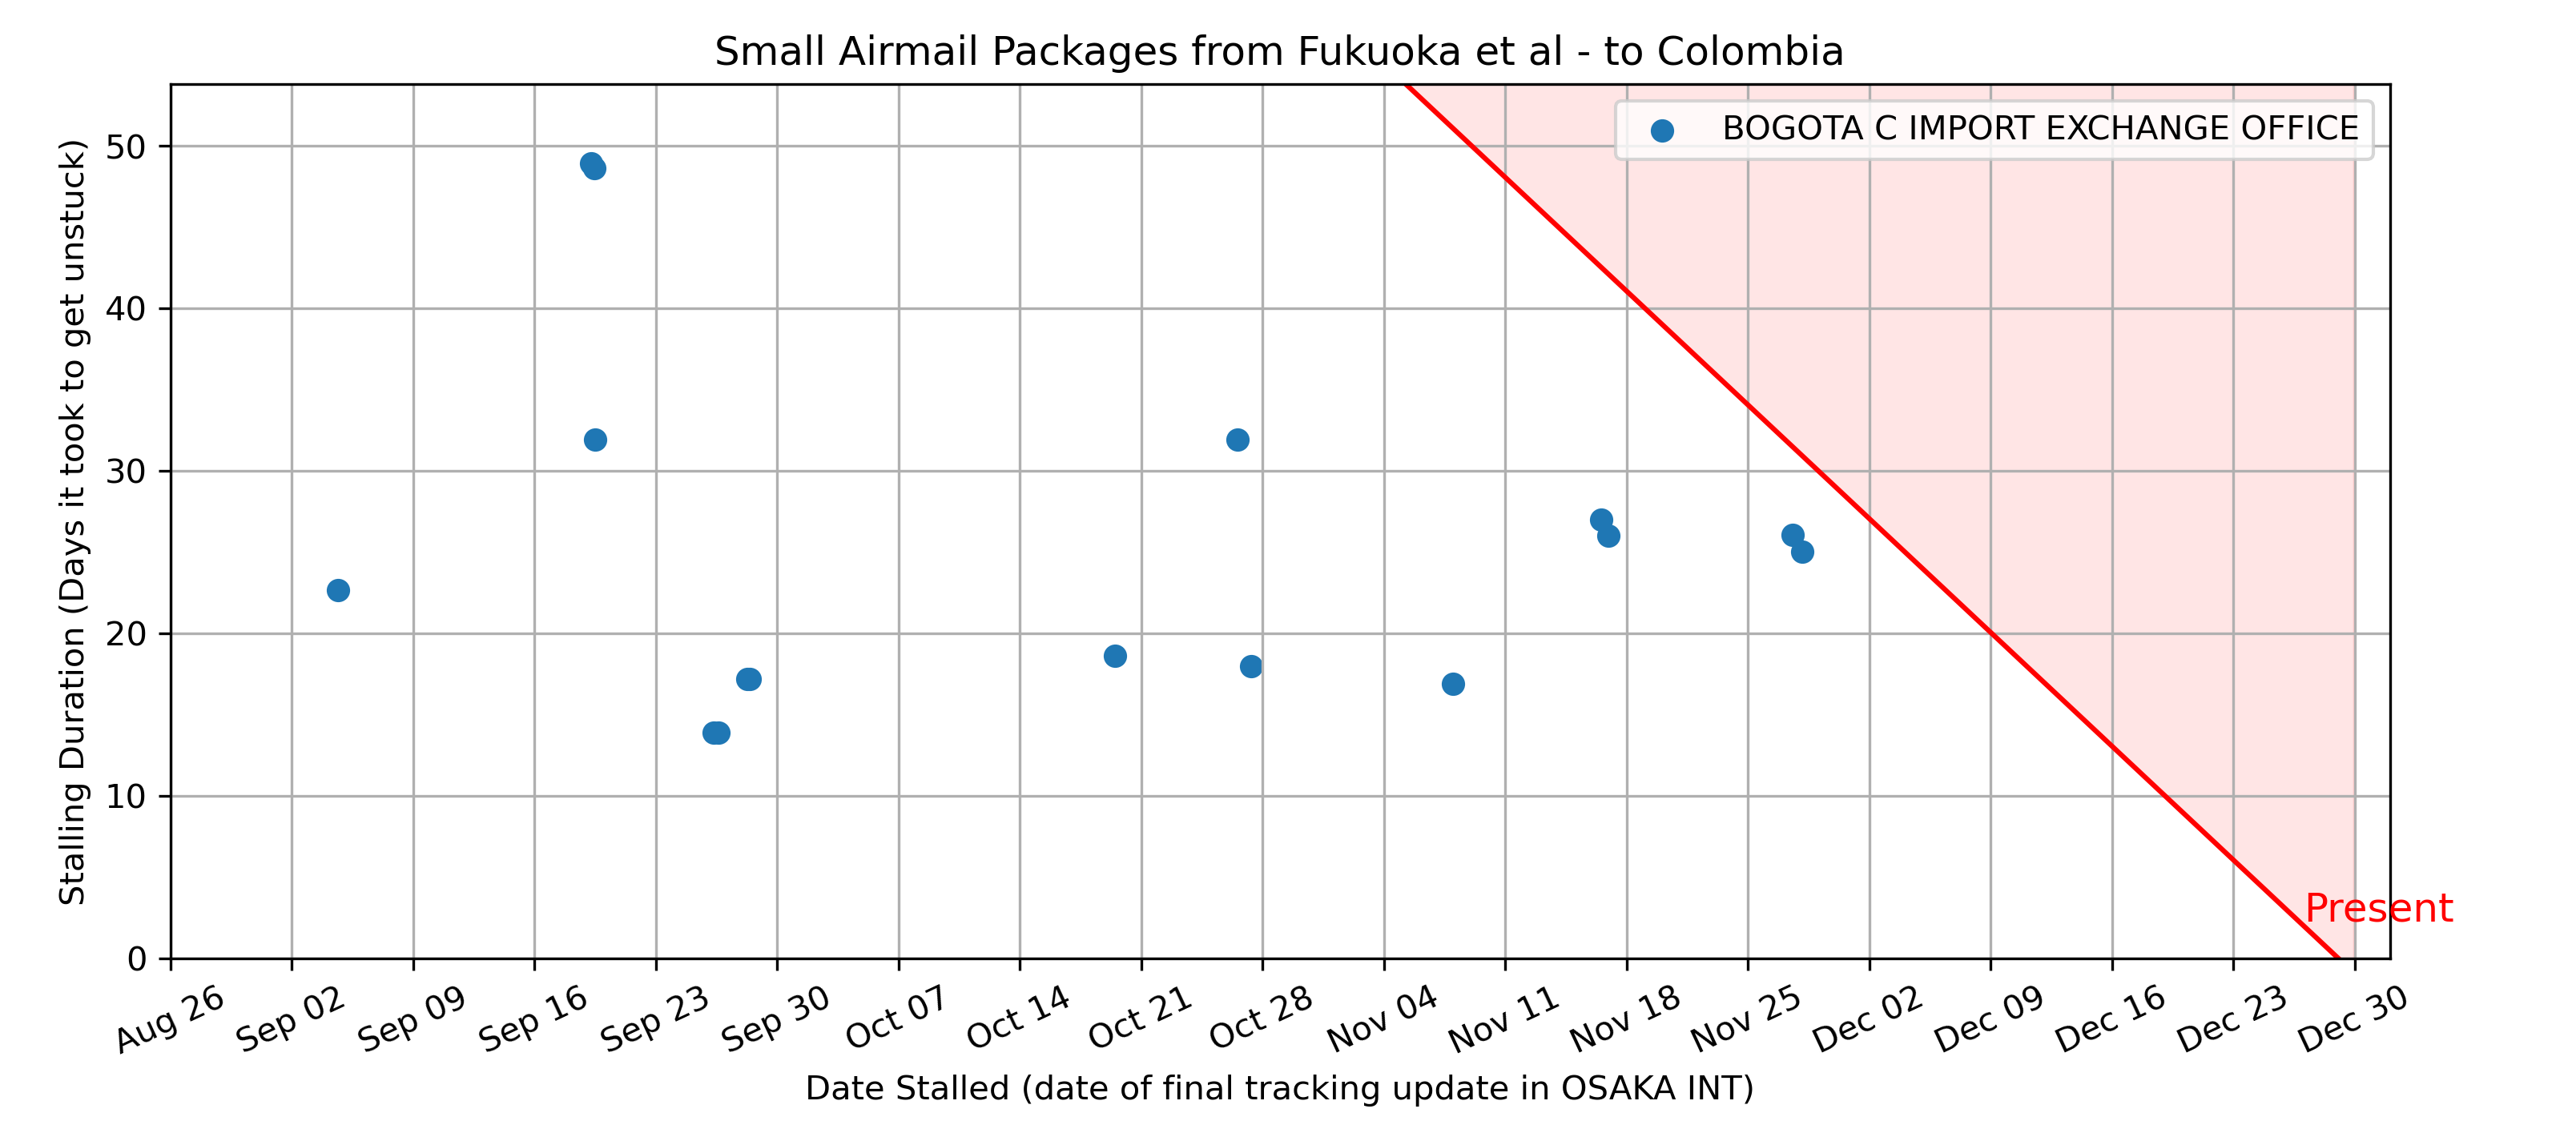 Small Airmail Packages from Fukuoka et al - to Colombia
BOGOTA C IMPORT EXCHANGE OFFICE
Stalling Duration (Days it took to get unstuck)
50
40
30
20
10
0
Present
Aug 26
Sep 02
Sep 09
Sep 16
Sep 23
Sep 30
Oct 07
Oct 14
Oct 21
Oct 28
Nov 04
Nov 11
Nov 18
Nov 25
Dec 02
Dec 09
Dec 16
Dec 23
Dec 30
Date Stalled (date of final tracking update in OSAKA INT)